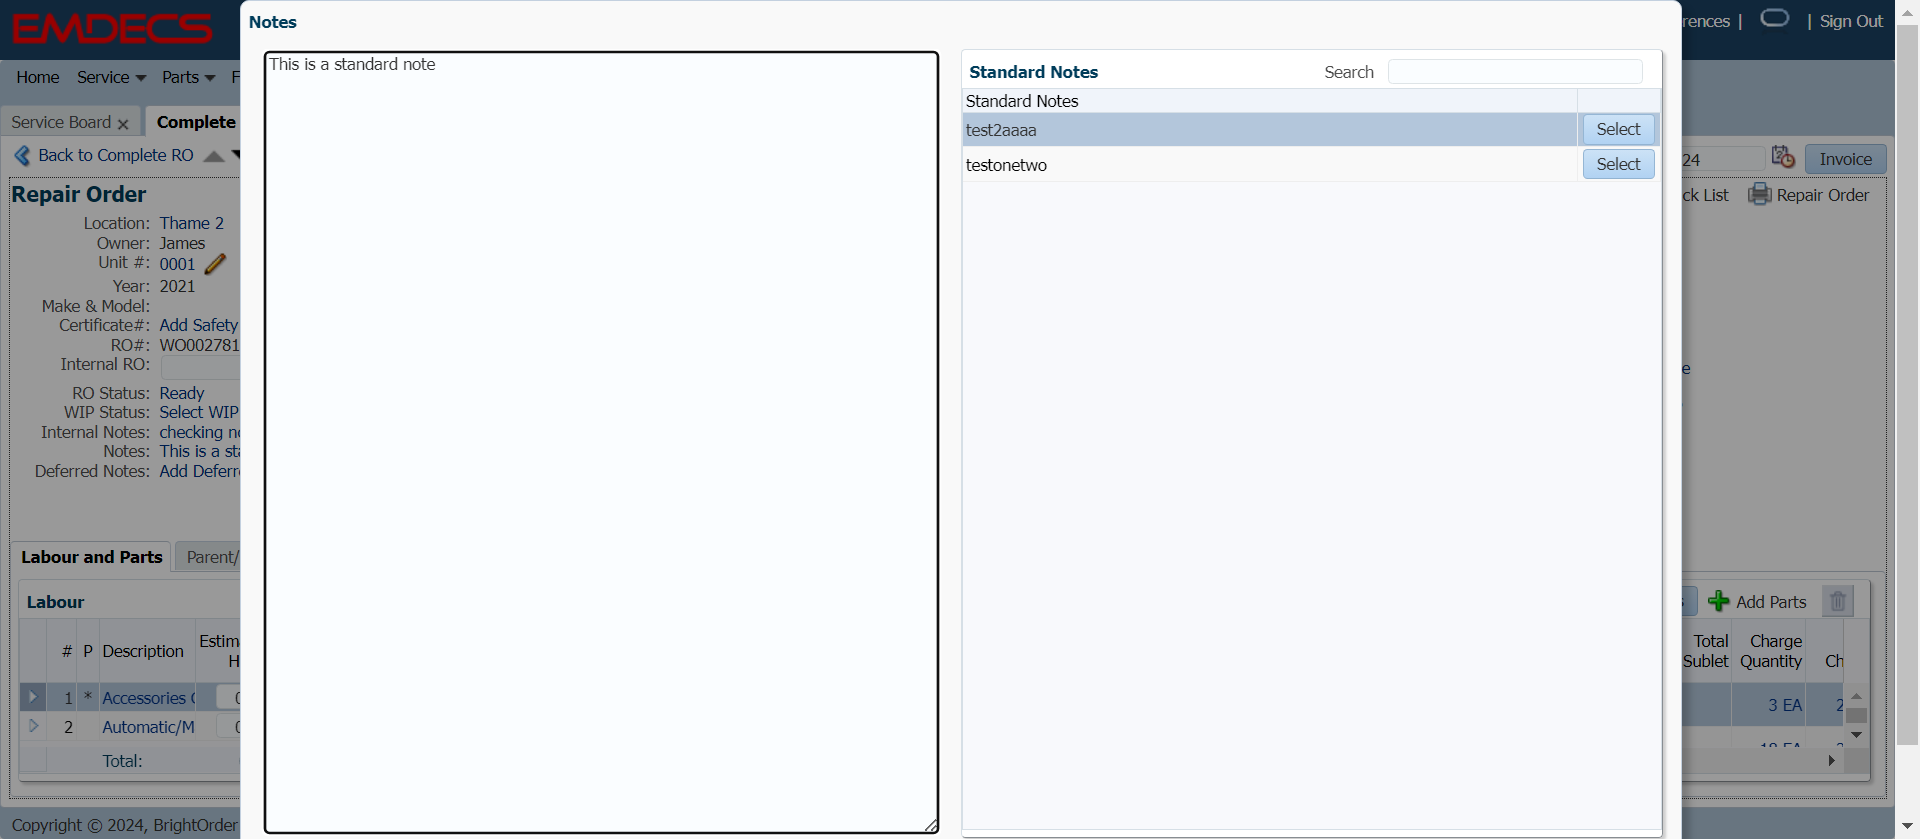 EMDECS
Notes
rences | | Sign Out
Home Service Parts F
This is a standard note
Standard Notes Search
Standard Notes
test2aaaa Select
testonetwo Select
Service Board Complete
Back to Complete RO
24 Invoice
Repair Order
ck List Repair Order
Location: Thame 2
Owner: James
Unit #: 0001
Year: 2021
Make & Model:
Certificate#: Add Safety
RO#: WO002781
Internal RO:
RO Status: Ready
WIP Status: Select WIP
Internal Notes: checking no
Notes: This is a sta
Deferred Notes: Add Deferr
Labour and Parts Parent/
Labour
# P Description Estim
H
1 * Accessories 0
2 Automatic/M 0
Total:
Add Parts
Total Sublet Charge Quantity Ch
3 EA 2
Copyright © 2024, BrightOrder